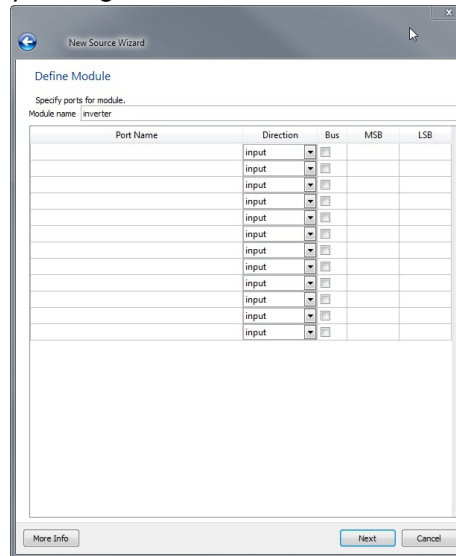 New Source Wizard
Define Module
Specify ports for module.
Module name inverter
Port Name Direction Bus MSB LSB
input
input
input
input
input
input
input
input
input
input
input
input
More Info Next Cancel